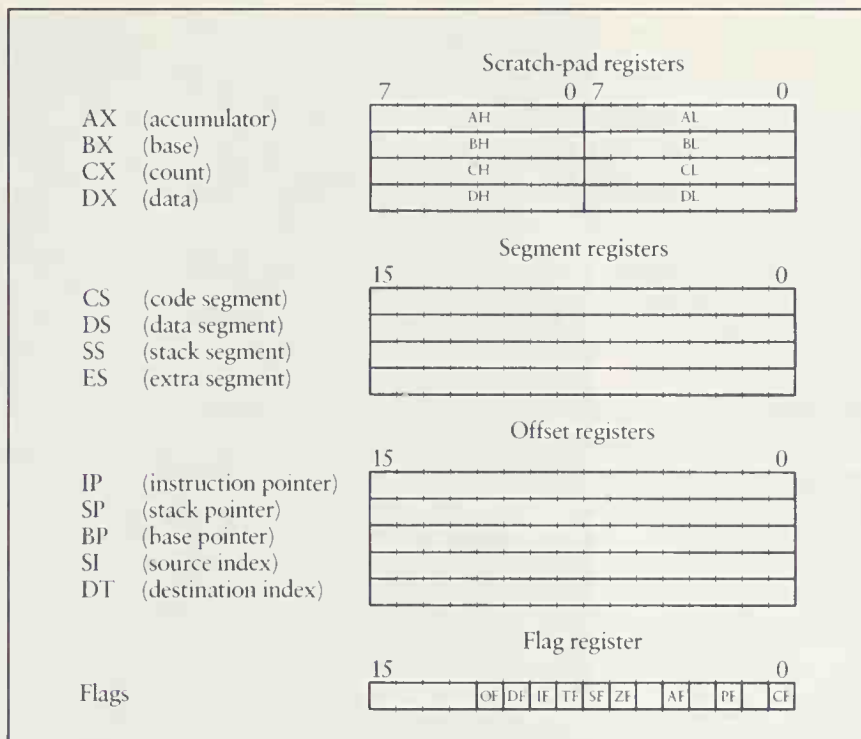 Scratch-pad registers
7 0 7 0
AX (accumulator) AH AL
BX (base) BH BL
CX (count) CH CL
DX (data) DH DL
Segment registers
15 0
CS (code segment)
DS (data segment)
SS (stack segment)
ES (extra segment)
Offset registers
15 0
IP (instruction pointer)
SP (stack pointer)
BP (base pointer)
SI (source index)
DT (destination index)
Flag register
15 0
Flags OF DF IF TF SF ZF AF PF CF